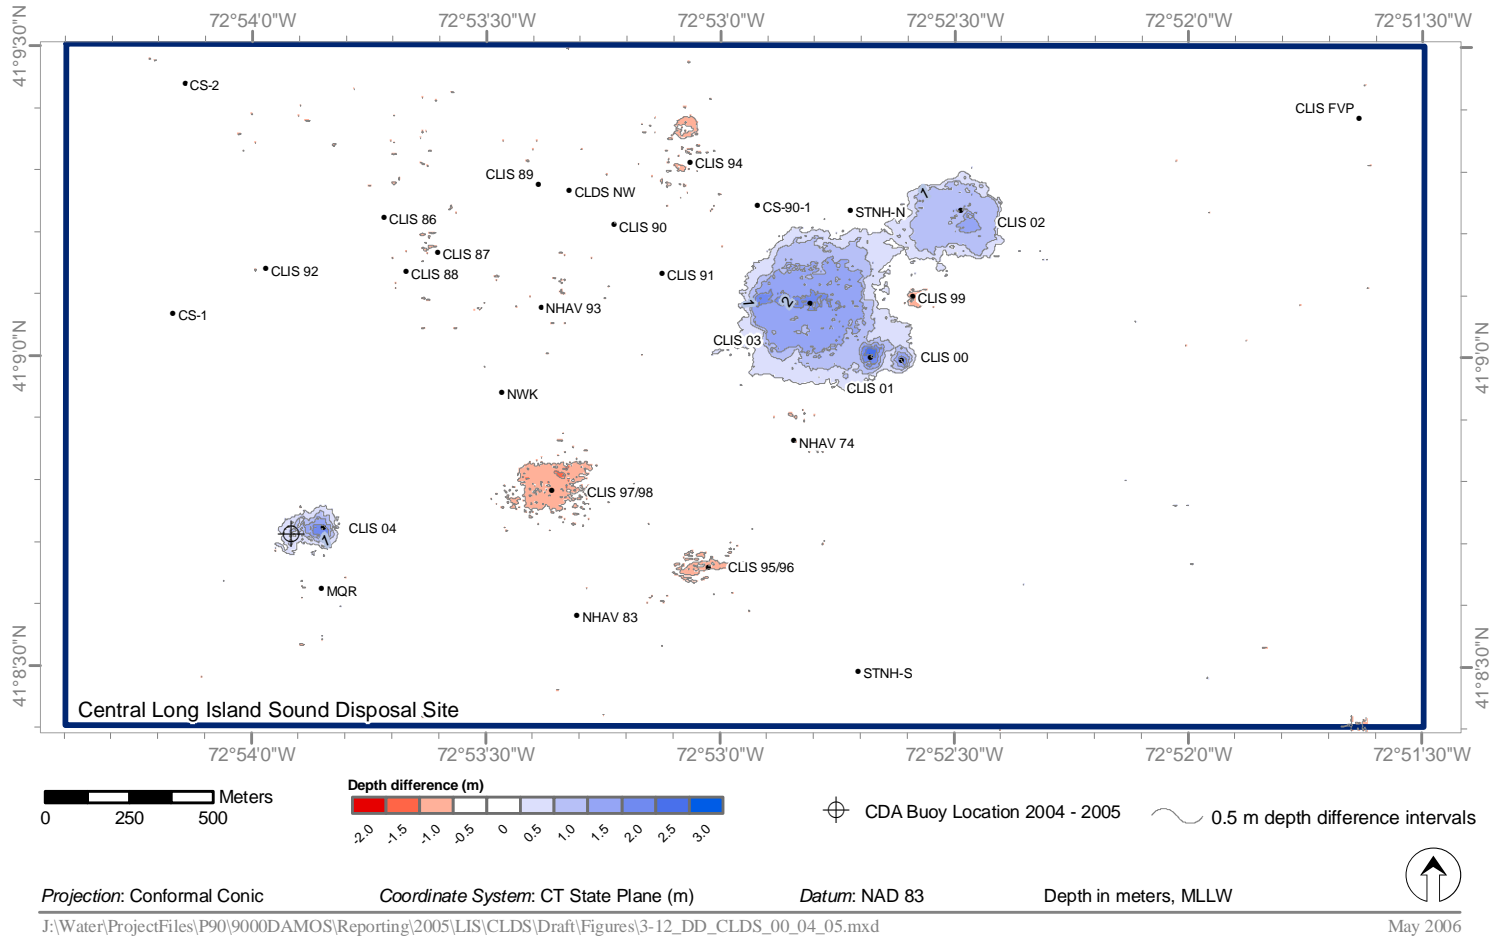 72°54'0"W 72°53'30"W 72°53'0"W 72°52'30"W 72°52'0"W 72°51'30"W
41°9'30"N 41°9'30"N
CS-2
CLIS FVP
CLIS 94
CLIS 89
CLDS NW
CS-90-1
STNH-N
CLIS 86
CLIS 90
CLIS 02
1
CLIS 87
CLIS 92
CLIS 88
CLIS 91
CLIS 99
NHAV 93
1
2
CS-1
CLIS 03
41°9'0"N 41°9'0"N
CLIS 00
CLIS 01
NWK
NHAV 74
CLIS 97/98
CLIS 04
1
CLIS 95/96
MQR
NHAV 83
STNH-S
41°8'30"N 41°8'30"N
Central Long Island Sound Disposal Site
72°54'0"W 72°53'30"W 72°53'0"W 72°52'30"W 72°52'0"W 72°51'30"W
Meters
0 250 500
Depth difference (m)
-2.0 -1.5 -1.0 -0.5 0 0.5 1.0 1.5 2.0 2.5 3.0
CDA Buoy Location 2004 - 2005
0.5 m depth difference intervals
Projection: Conformal Conic Coordinate System: CT State Plane (m) Datum: NAD 83 Depth in meters, MLLW
J:\Water\ProjectFiles\P90\9000DAMOS\Reporting\2005\LIS\CLDS\Draft\Figures\3-12_DD_CLDS_00_04_05.mxd May 2006